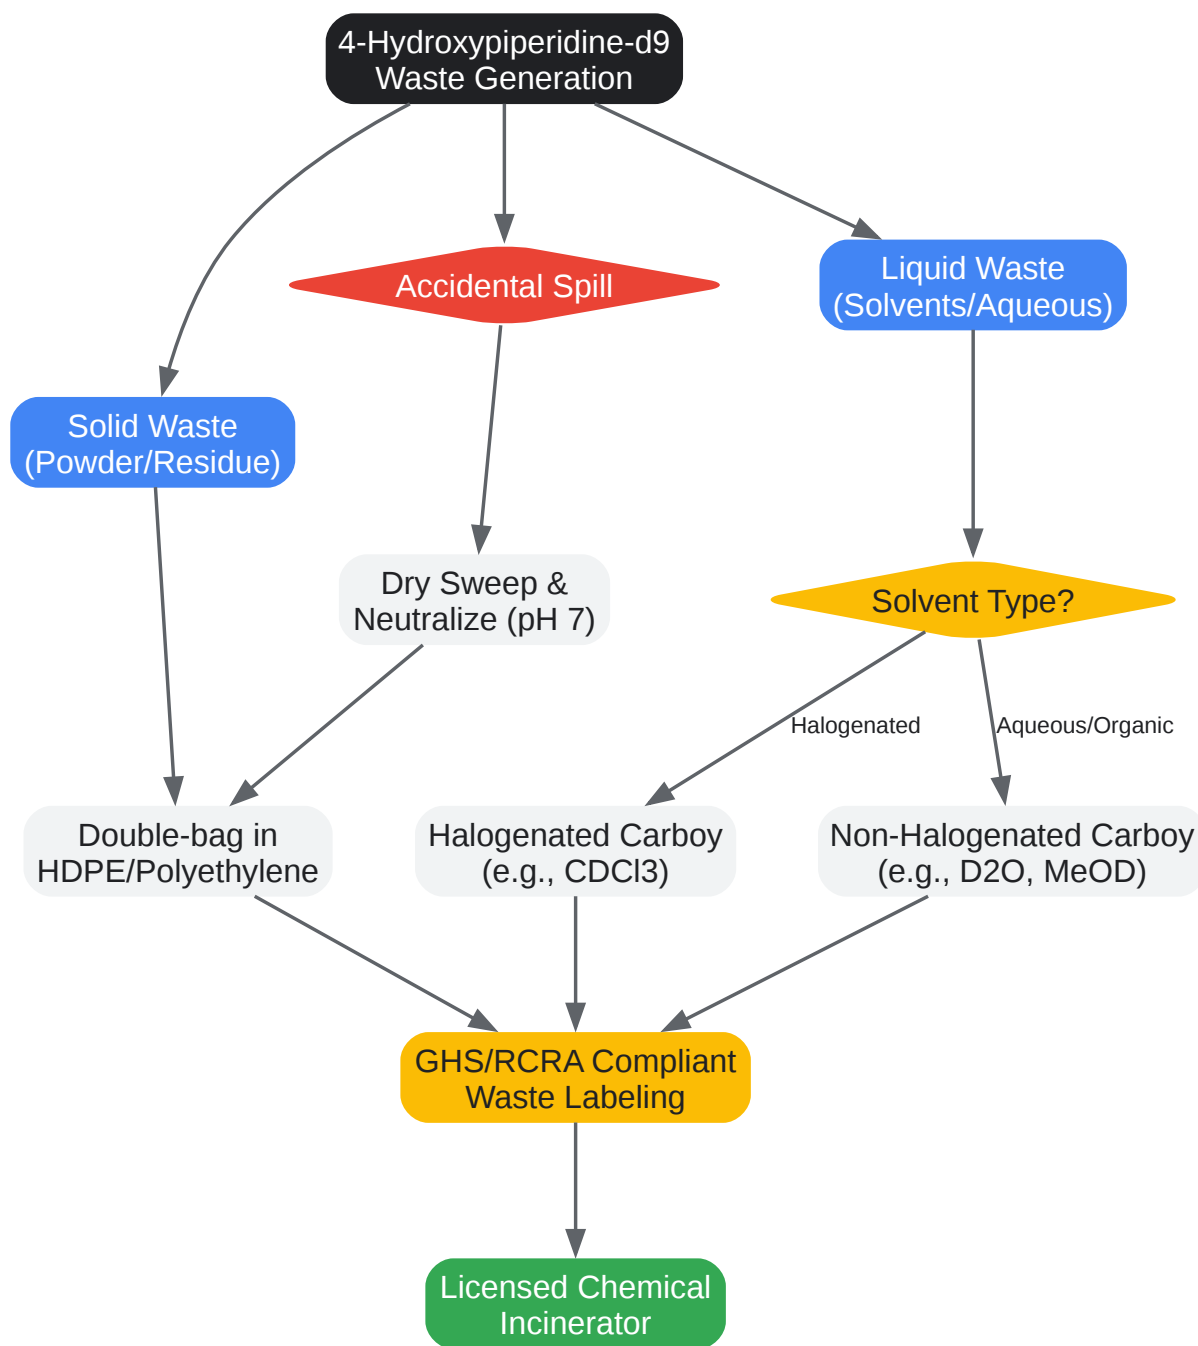 4-Hydroxypiperidine-d9
Waste Generation
Accidental Spill
Liquid Waste
(Solvents/Aqueous)
Solid Waste
(Powder/Residue)
Dry Sweep &
Neutralize (pH 7)
Solvent Type?
Halogenated
Aqueous/Organic
Double-bag in
HDPE/Polyethylene
Halogenated Carboy
(e.g., CDCl3)
Non-Halogenated Carboy
(e.g., D2O, MeOD)
GHS/RCRA Compliant
Waste Labeling
Licensed Chemical
Incinerator